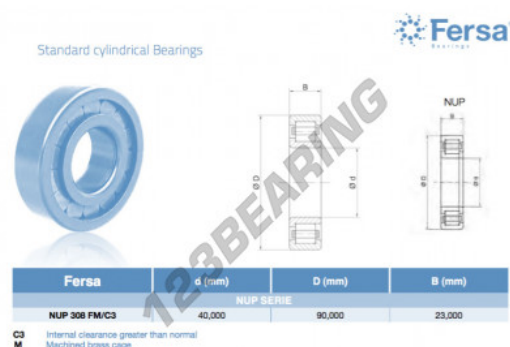 Fersa
Bearings
Standard cylindrical Bearings
B
NUP
B
Ø D
Ø d
Ø D
Ø d
123BEARING
Fersa d (mm) D (mm) B (mm)
NUP SERIE
NUP 308 FM/C3 40,000 90,000 23,000
C3 Internal clearance greater than normal
M Machined brass cage